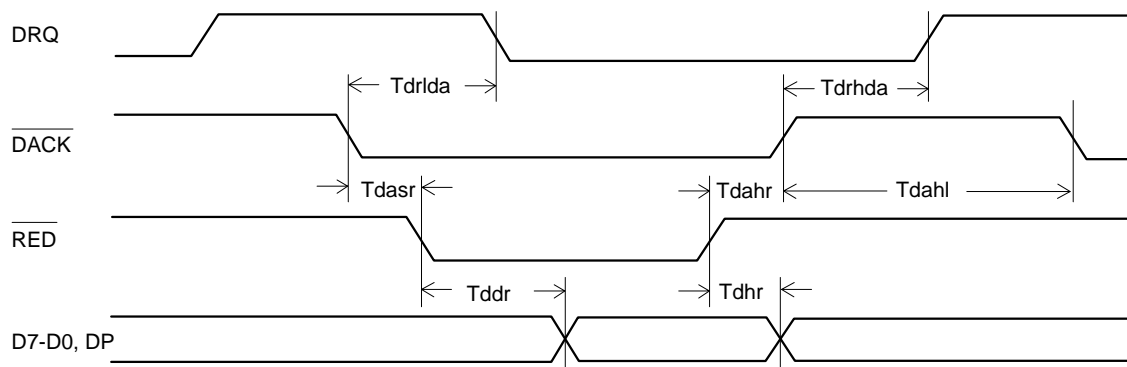 DRQ
Tdrlda
Tdrhda
DACK
Tdasr
Tdahr
Tdahl
RED
Tddr
Tdhr
D7-D0, DP